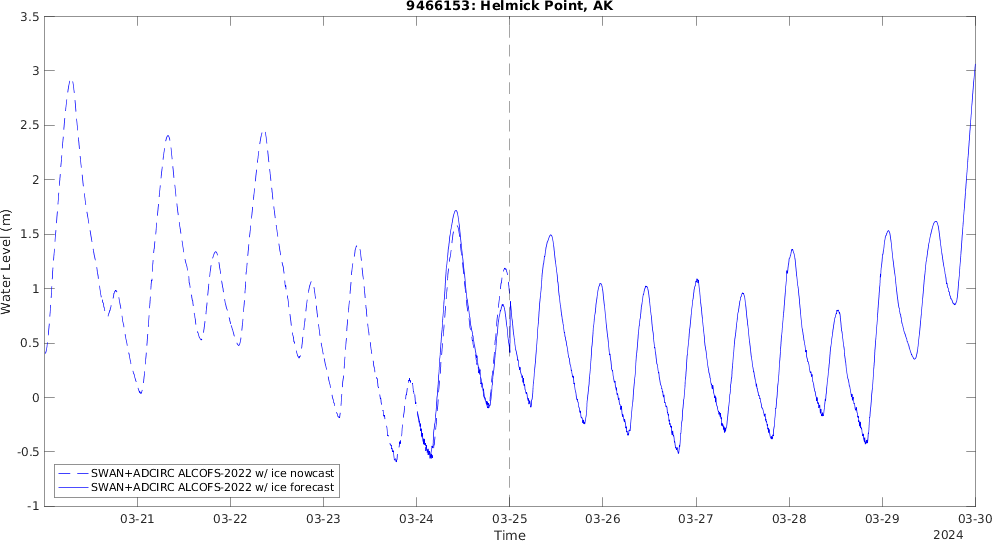 9466153: Helmick Point, AK
3.5
3
2.5
2
1.5
1
0.5
0
-0.5
-1
Water Level (m)
SWAN+ADCIRC ALCOFS-2022 w/ ice nowcast
SWAN+ADCIRC ALCOFS-2022 w/ ice forecast
03-21 03-22 03-23 03-24 03-25 03-26 03-27 03-28 03-29 03-30
Time
2024